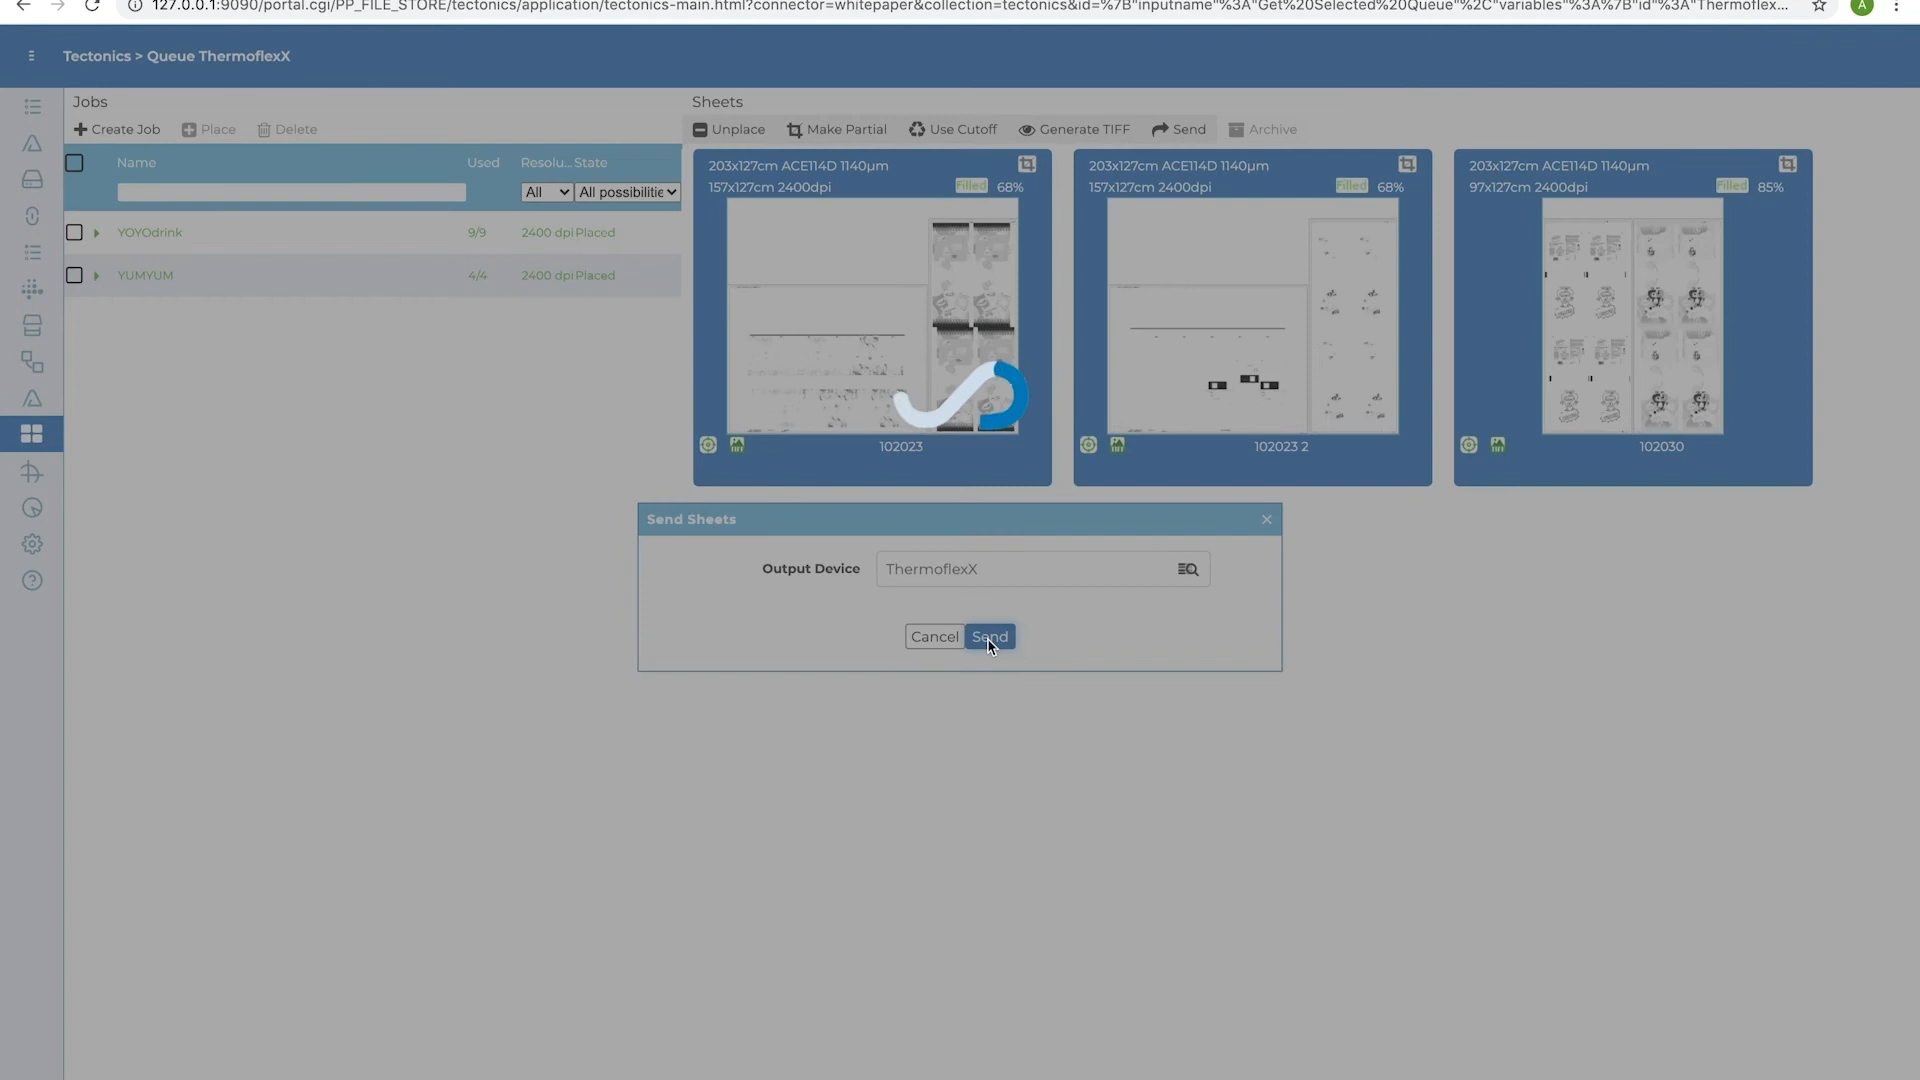 127.0.0.1:9090/portal.cgi/PP_FILE_STORE/tectonics/application/tectonics-main.html?connector=whitepaper&collection=tectonics&id=%7B"inputname"%3A"Get%20Selected%20Queue"%2C"variables"%3A%7B"id"%3A"Thermoflex... A
Tectonics > Queue ThermoflexX
Jobs
Create Job Place Delete
Name Used Resolu... State
All All possibilitie
YOYOdrink 9/9 2400 dpi Placed
YUMYUM 4/4 2400 dpi Placed
Sheets
Unplace Make Partial Use Cutoff Generate TIFF Send Archive
203x127cm ACE114D 1140µm
157x127cm 2400dpi Filled 68%
102023
203x127cm ACE114D 1140µm
157x127cm 2400dpi Filled 68%
102023 2
203x127cm ACE114D 1140µm
97x127cm 2400dpi Filled 85%
102030
Send Sheets
Output Device ThermoflexX
Cancel Send